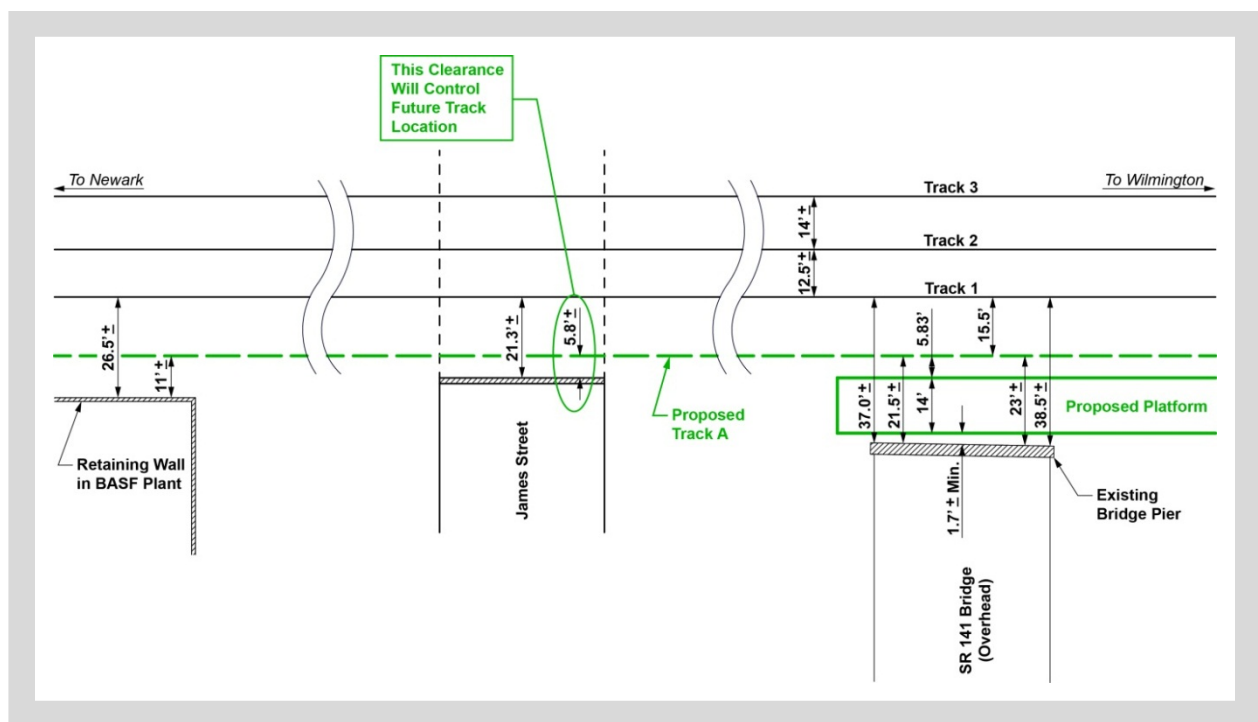 This Clearance
Will Control
Future Track
Location
To Newark
To Wilmington
Track 3
14'±
Track 2
12.5'±
Track 1
26.5'±
11'±
21.3'±
5.8'±
15.5'
5.83'
37.0'±
21.5'±
14'
23'±
38.5'±
Proposed Platform
Proposed
Track A
Retaining Wall
in BASF Plant
James Street
1.7' ± Min.
Existing
Bridge Pier
SR 141 Bridge
(Overhead)